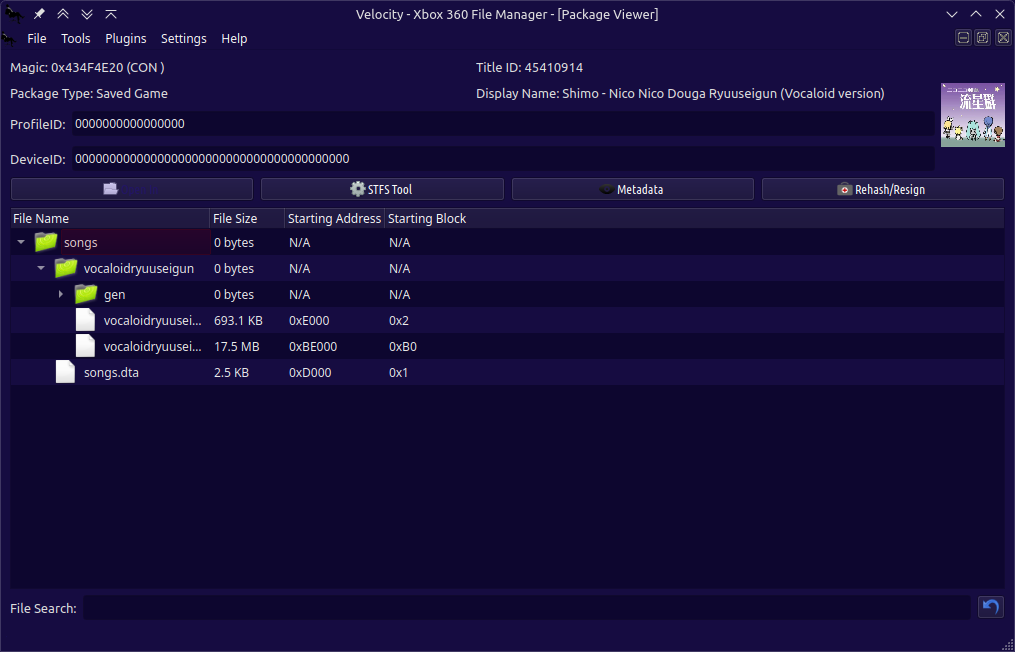 Velocity - Xbox 360 File Manager - [Package Viewer]
File Tools Plugins Settings Help
Magic: 0x434F4E20 (CON )
Title ID: 45410914
Package Type: Saved Game
Display Name: Shimo - Nico Nico Douga Ryuuseigun (Vocaloid version)
流星群
ProfileID: 0000000000000000
DeviceID: 0000000000000000000000000000000000000000
STFS Tool
Metadata
Rehash/Resign
File Name File Size Starting Address Starting Block
songs 0 bytes N/A N/A
vocaloidryuuseigun 0 bytes N/A N/A
gen 0 bytes N/A N/A
vocaloidryuusei... 693.1 KB 0xE000 0x2
vocaloidryuusei... 17.5 MB 0xBE000 0xB0
songs.dta 2.5 KB 0xD000 0x1
File Search: